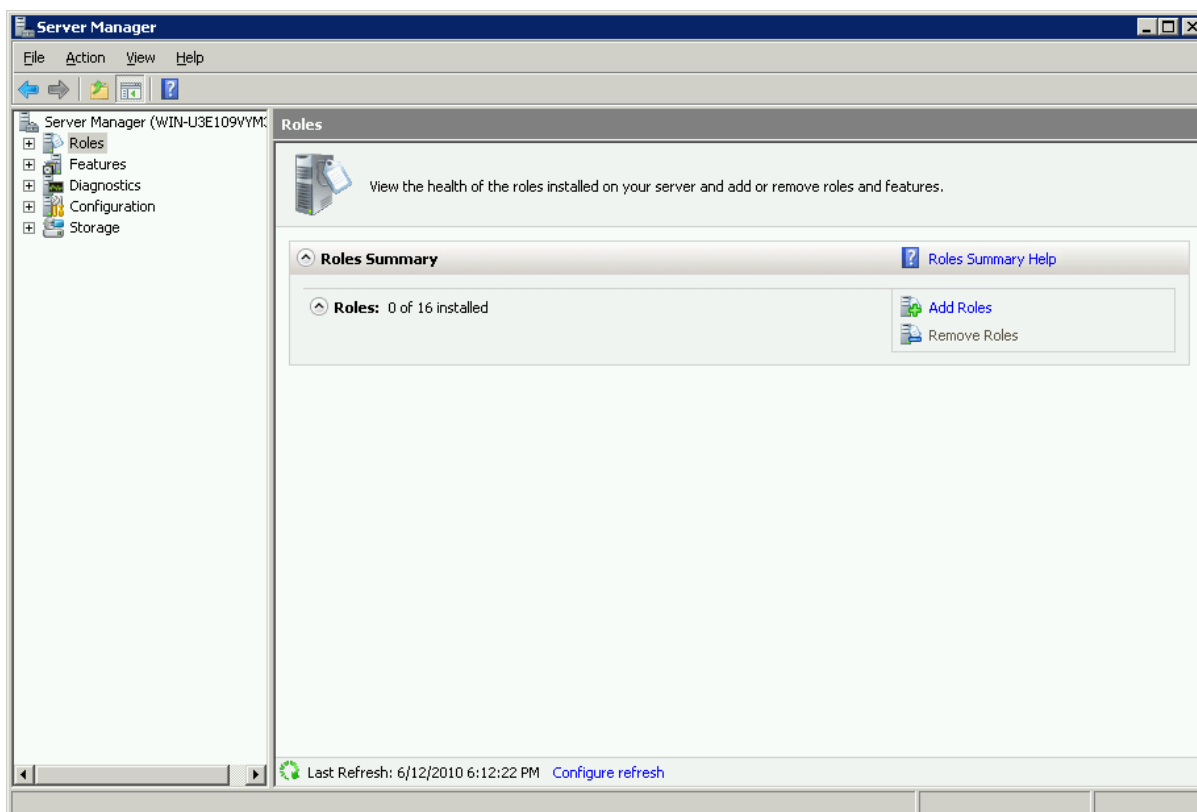 Server Manager
File Action View Help
Server Manager (WIN-U3E109VYM3
Roles
Features
Diagnostics
Configuration
Storage
Roles
View the health of the roles installed on your server and add or remove roles and features.
Roles Summary
Roles Summary Help
Roles: 0 of 16 installed
Add Roles
Remove Roles
Last Refresh: 6/12/2010 6:12:22 PM Configure refresh